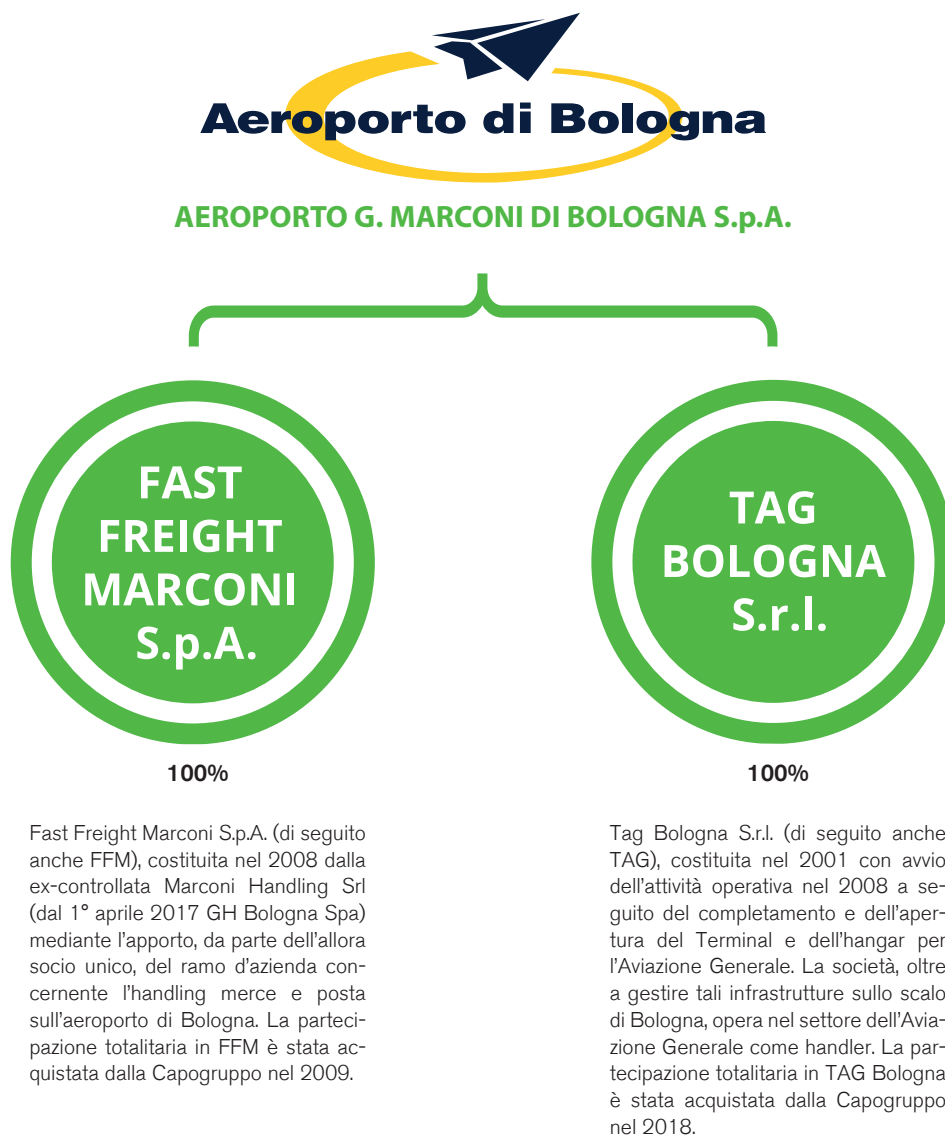 Aeroporto di Bologna
AEROPORTO G. MARCONI DI BOLOGNA S.p.A.
FAST
FREIGHT
MARCONI
S.p.A.
100%
Fast Freight Marconi S.p.A. (di seguito
anche FFM), costituita nel 2008 dalla
ex-controllata Marconi Handling Srl
(dal 1° aprile 2017 GH Bologna Spa)
mediante l'apporto, da parte dell'allora
socio unico, del ramo d'azienda con-
cernente l'handling merce e posta
sull'aeroporto di Bologna. La parteci-
pazione totalitaria in FFM è stata ac-
quistata dalla Capogruppo nel 2009.
TAG
BOLOGNA
S.r.l.
100%
Tag Bologna S.r.l. (di seguito anche
TAG), costituita nel 2001 con avvio
dell'attività operativa nel 2008 a se-
guito del completamento e dell'aper-
tura del Terminal e dell'hangar per
l'Aviazione Generale. La società, oltre
a gestire tali infrastrutture sullo scalo
di Bologna, opera nel settore dell'Avia-
zione Generale come handler. La par-
tecipazione totalitaria in TAG Bologna
è stata acquistata dalla Capogruppo
nel 2018.